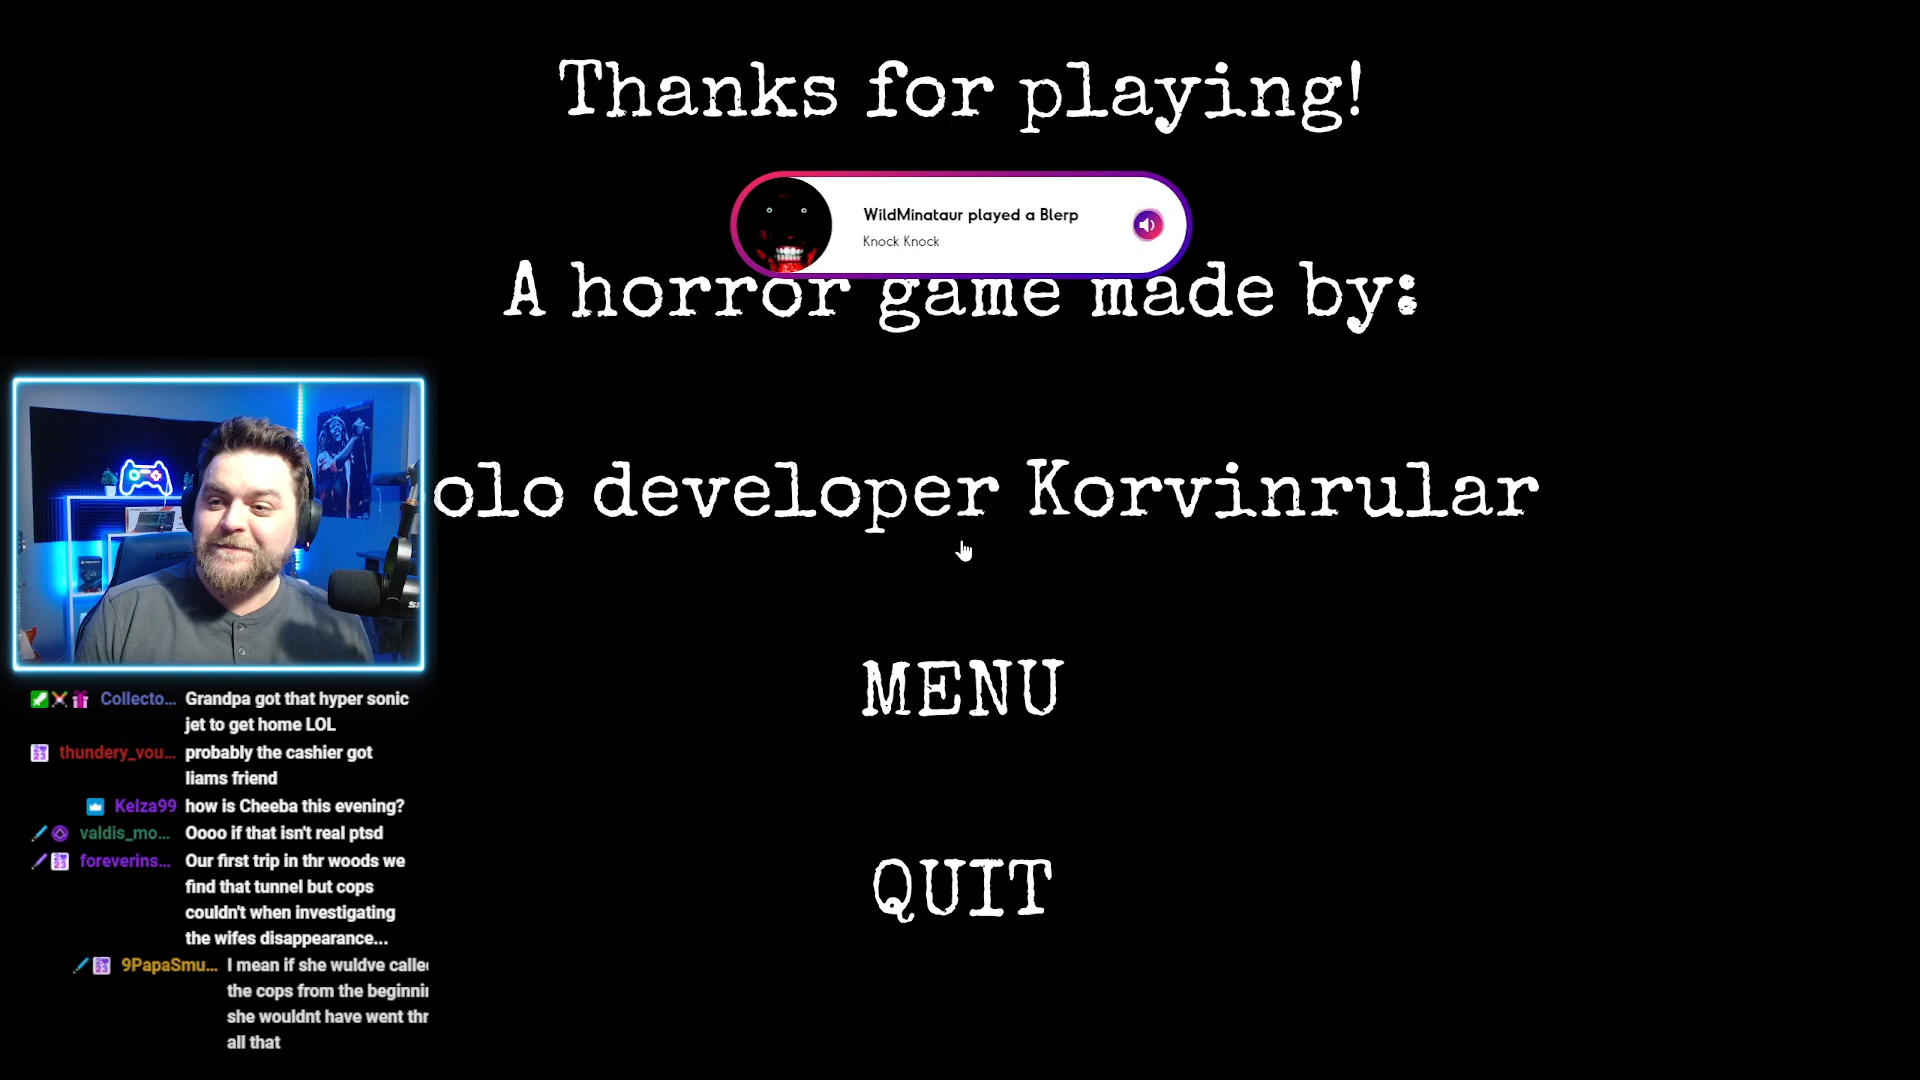 Thanks for playing!
WildMinataur played a Blerp
Knock Knock
A horror game made by:
olo developer Korvinrular
MENU
QUIT
Collecto... Grandpa got that hyper sonic
jet to get home LOL
thundery_vou... probably the cashier got
liams friend
Kelza99 how is Cheeba this evening?
valdis_mo... Oooo if that isn't real ptsd
foreverins... Our first trip in thr woods we
find that tunnel but cops
couldn't when investigating
the wifes disappearance...
9PapaSmu... I mean if she wuldve calle
the cops from the beginni
she wouldnt have went thr
all that